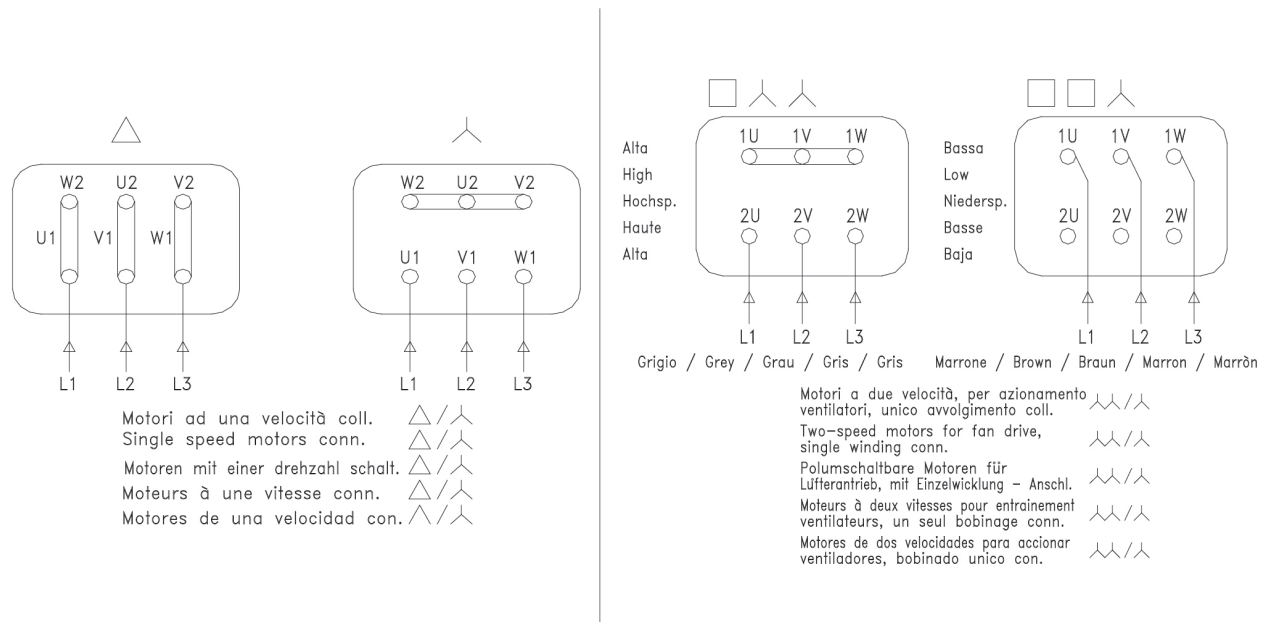 W2 U2 V2
U1 V1 W1
L1 L2 L3
W2 U2 V2
U1 V1 W1
L1 L2 L3
Motori ad una velocità coll.
Single speed motors conn.
Motoren mit einer drehzahl schalt.
Moteurs à une vitesse conn.
Motores de una velocidad con.
Alta
High
Hochsp.
Haute
Alta
1U 1V 1W
2U 2V 2W
L1 L2 L3
Grigio / Grey / Grau / Gris / Gris
Bassa
Low
Niedersp.
Basse
Baja
1U 1V 1W
2U 2V 2W
L1 L2 L3
Marrone / Brown / Braun / Marron / Marròn
Motori a due velocità, per azionamento
ventilatori, unico avvolgimento coll.
Two-speed motors for fan drive,
single winding conn.
Polumschaltbare Motoren für
Lüfterantrieb, mit Einzelwicklung - Anschl.
Moteurs à deux vitesses pour entrainement
ventilateurs, un seul bobinage conn.
Motores de dos velocidades para accionar
ventiladores, bobinado unico con.